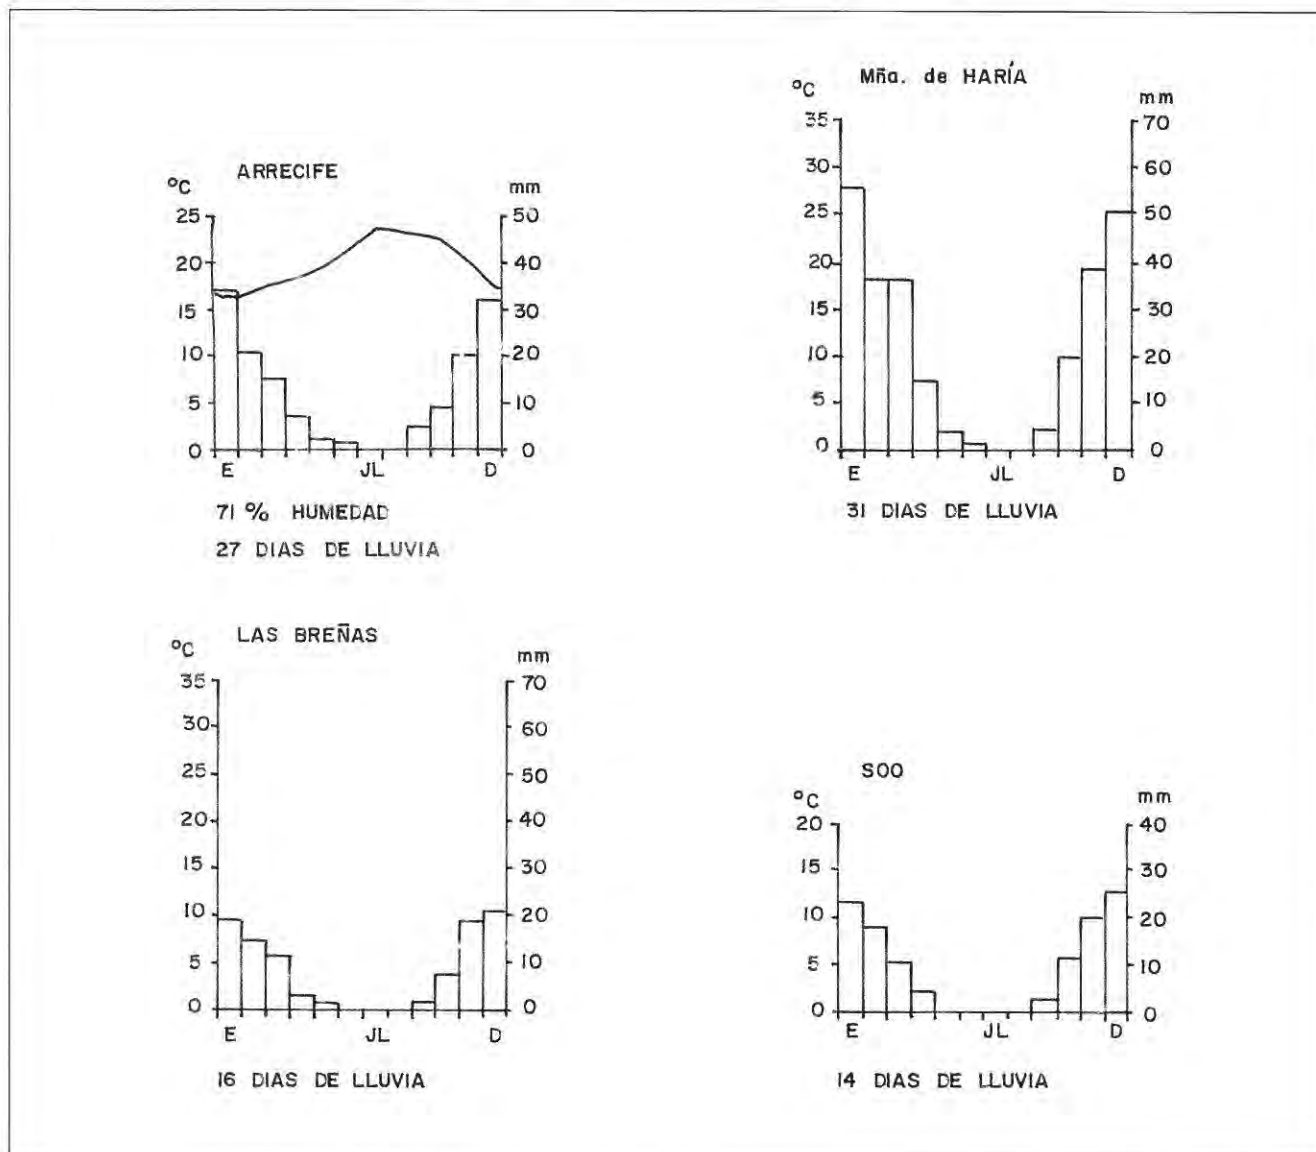 ARRECIFE
°C
mm
25
50
20
40
15
30
10
20
5
10
0
0
E
JL
D
71 % HUMEDAD
27 DIAS DE LLUVIA
Mña. de HARÍA
°C
mm
35
70
30
60
25
50
20
40
15
30
10
20
5
10
0
0
E
JL
D
31 DIAS DE LLUVIA
LAS BREÑAS
°C
mm
35
70
30
60
25
50
20
40
15
30
10
20
5
10
0
0
E
JL
D
16 DIAS DE LLUVIA
SOO
°C
mm
20
40
15
30
10
20
5
10
0
0
E
JL
D
14 DIAS DE LLUVIA